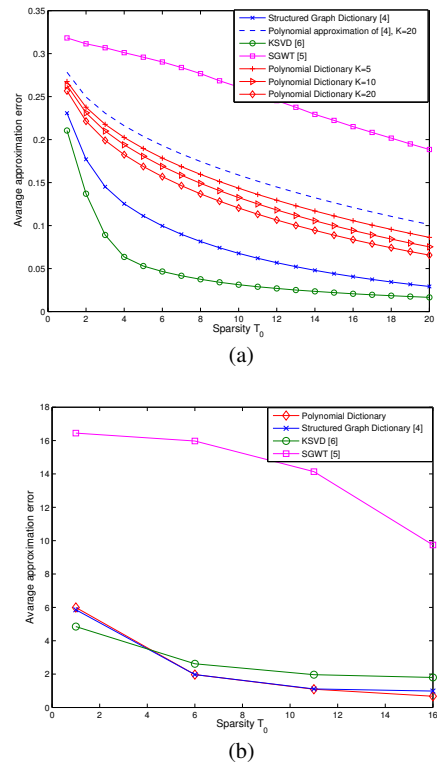 0.35
0.3
0.25
0.2
0.15
0.1
0.05
0
Avarage approximation error
Structured Graph Dictionary [4]
Polynomial approximation of [4], K=20
KSVD [6]
SGWT [5]
Polynomial Dictionary K=5
Polynomial Dictionary K=10
Polynomial Dictionary K=20
0 2 4 6 8 10 12 14 16 18 20
Sparsity T0
(a)
18
16
14
12
10
8
6
4
2
0
Avarage approximation error
Polynomial Dictionary
Structured Graph Dictionary [4]
KSVD [6]
SGWT [5]
0 2 4 6 8 10 12 14 16
Sparsity T0
(b)